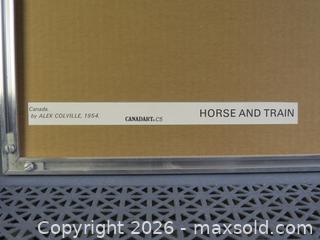 Canada.
by ALEX COLVILLE, 1954.
CANADART-C5
HORSE AND TRAIN
Copyright 2026 - maxsold.com